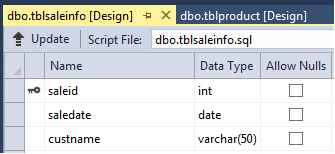 dbo.tblsaleinfo [Design] dbo.tblproduct [Design]
Update Script File: dbo.tblsaleinfo.sql
Name Data Type Allow Nulls
saleid int
saledate date
custname varchar(50)